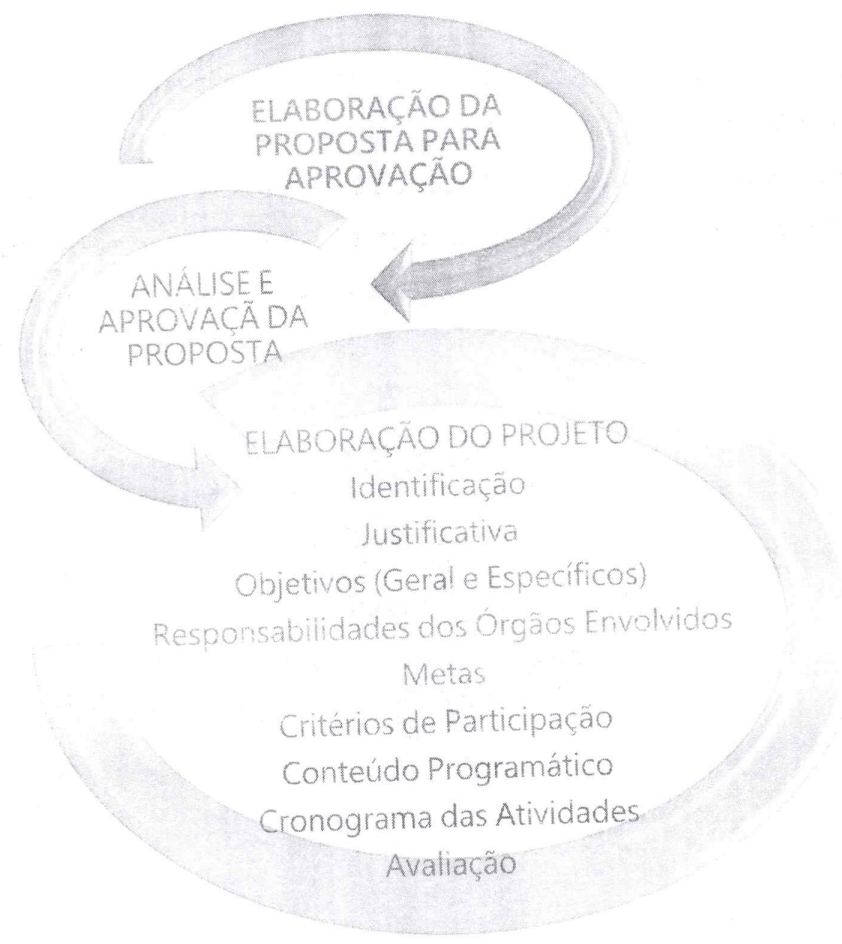 ELABORAÇÃO DA
PROPOSTA PARA
APROVAÇÃO
ANÁLISE E
APROVAÇÃ DA
PROPOSTA
ELABORAÇÃO DO PROJETO
Identificação
Justificativa
Objetivos (Geral e Específicos)
Responsabilidades dos Órgãos Envolvidos
Metas
Critérios de Participação
Conteúdo Programático
Cronograma das Atividades
Avaliação